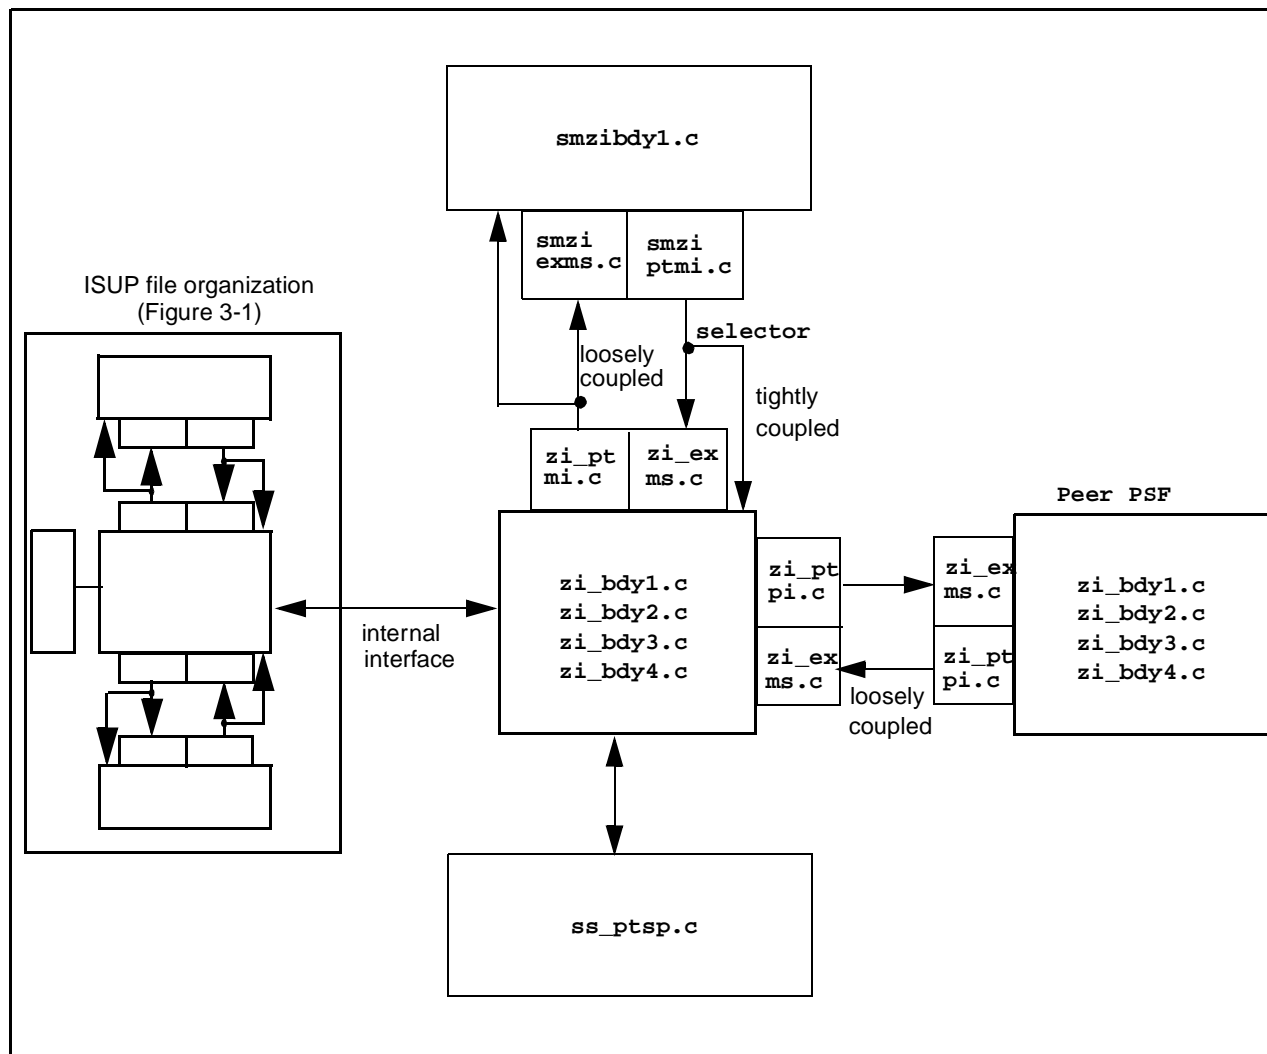 smzibdy1.c
smzi
exms.c
smzi
ptmi.c
ISUP file organization
(Figure 3-1)
selector
loosely
coupled
tightly
coupled
zi_pt
mi.c
zi_ex
ms.c
Peer PSF
zi_bdy1.c
zi_bdy2.c
zi_bdy3.c
zi_bdy4.c
zi_pt
pi.c
zi_ex
ms.c
zi_ex
ms.c
zi_pt
pi.c
zi_bdy1.c
zi_bdy2.c
zi_bdy3.c
zi_bdy4.c
internal
interface
loosely
coupled
ss_ptsp.c